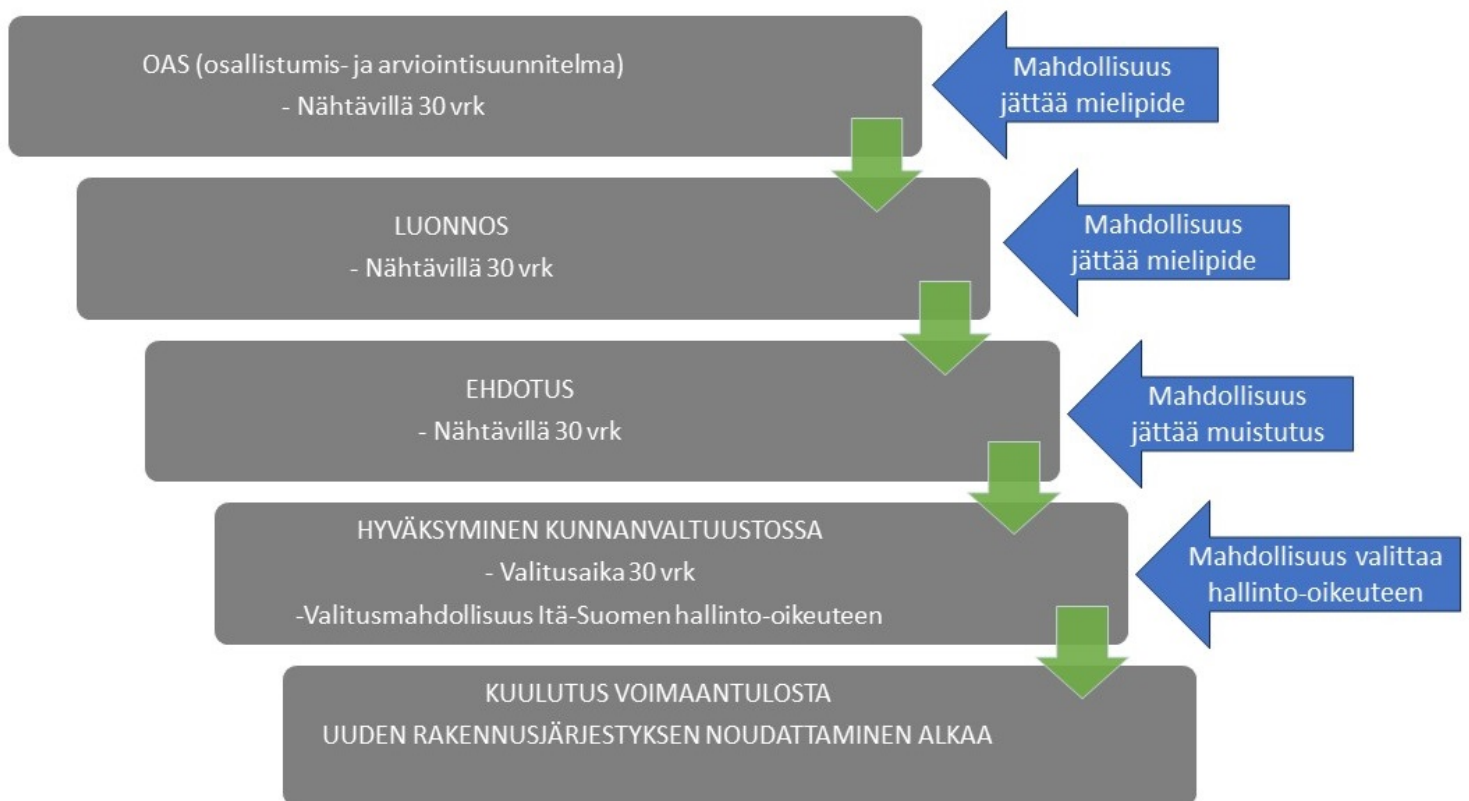 OAS (osallistumis- ja arviointisuunnitelma)
- Nähtävillä 30 vrk
Mahdollisuus
jättää mielipide
LUONNOS
- Nähtävillä 30 vrk
Mahdollisuus
jättää mielipide
EHDOTUS
- Nähtävillä 30 vrk
Mahdollisuus
jättää muistutus
HYVÄKSYMINEN KUNNANVALTUUSTOSSA
- Valitusaika 30 vrk
-Valitusmahdollisuus Itä-Suomen hallinto-oikeuteen
Mahdollisuus valittaa
hallinto-oikeuteen
KUULUTUS VOIMAANTULOSTA
UUDEN RAKENNUSJÄRJESTYKSEN NOUDATTAMINEN ALKAA